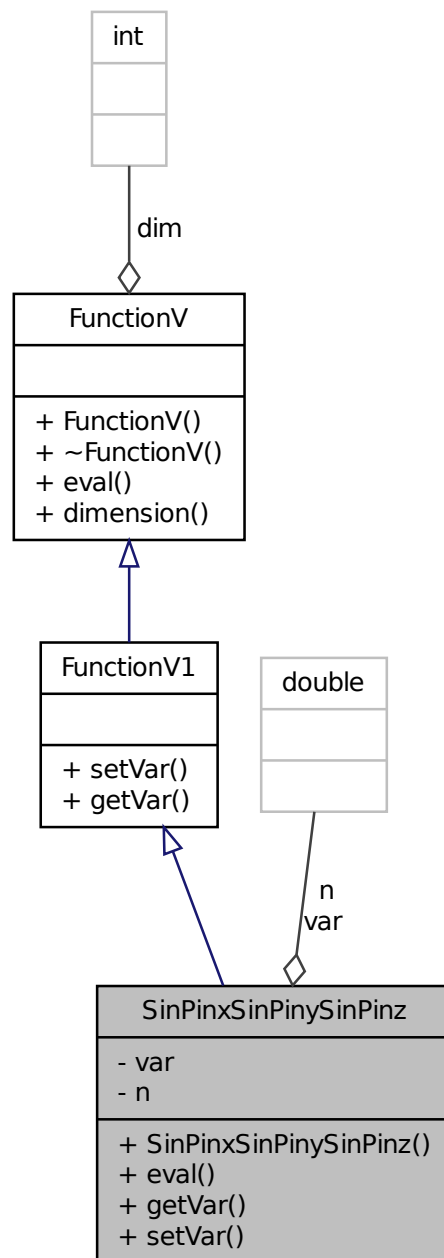 int
dim
FunctionV
+ FunctionV()
+ ~FunctionV()
+ eval()
+ dimension()
FunctionV1
+ setVar()
+ getVar()
double
n
var
SinPinxSinPinySinPinz
- var
- n
+ SinPinxSinPinySinPinz()
+ eval()
+ getVar()
+ setVar()